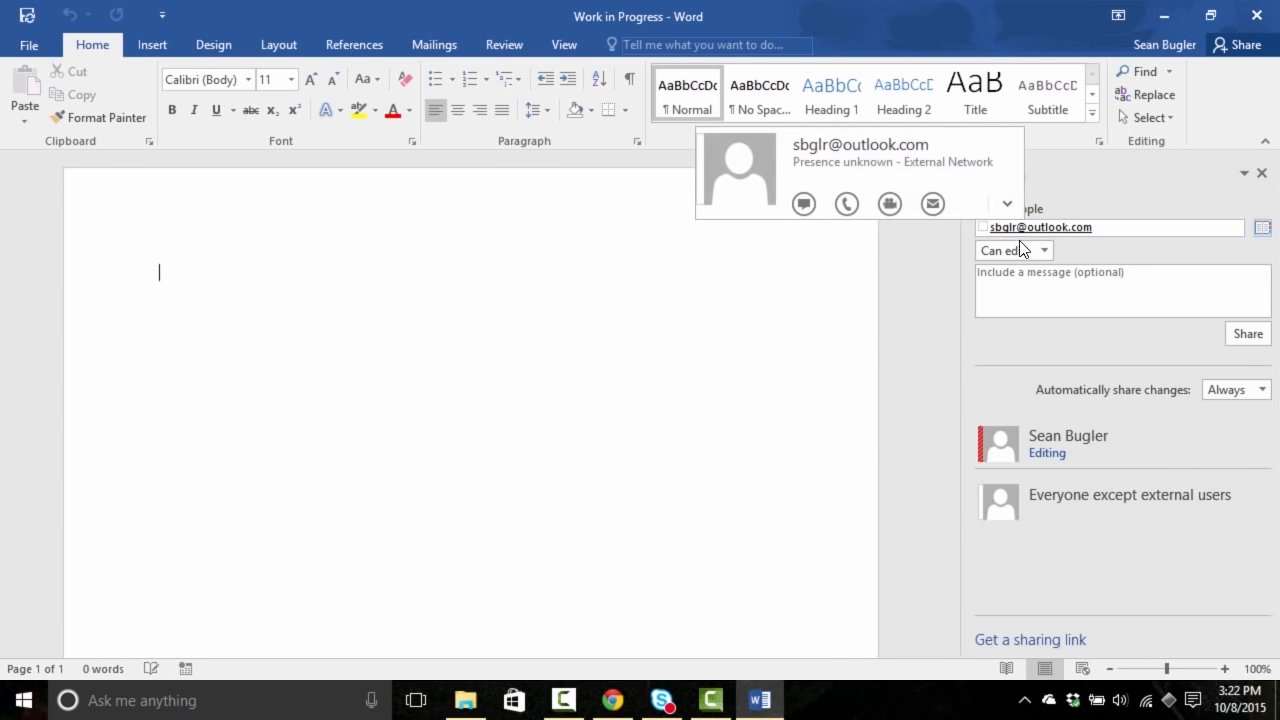 Work in Progress - Word
File Home Insert Design Layout References Mailings Review View Tell me what you want to do... Sean Bugler Share
Paste
Cut
Copy
Format Painter
Clipboard
Calibri (Body) 11
Aa
B I U abc X₂ X² A ab A
Font
Paragraph
AaBbCcDc AaBbCcDc AaBbCc AaBbCcD AaB AaBbCcD
¶ Normal ¶ No Spac... Heading 1 Heading 2 Title Subtitle
Find
Replace
Select
Editing
sbglr@outlook.com
Presence unknown - External Network
sbglr@outlook.com
Include a message (optional)
Share
Automatically share changes: Always
Sean Bugler
Editing
Everyone except external users
Get a sharing link
Page 1 of 1 0 words 100%
Ask me anything
3:22 PM
10/8/2015